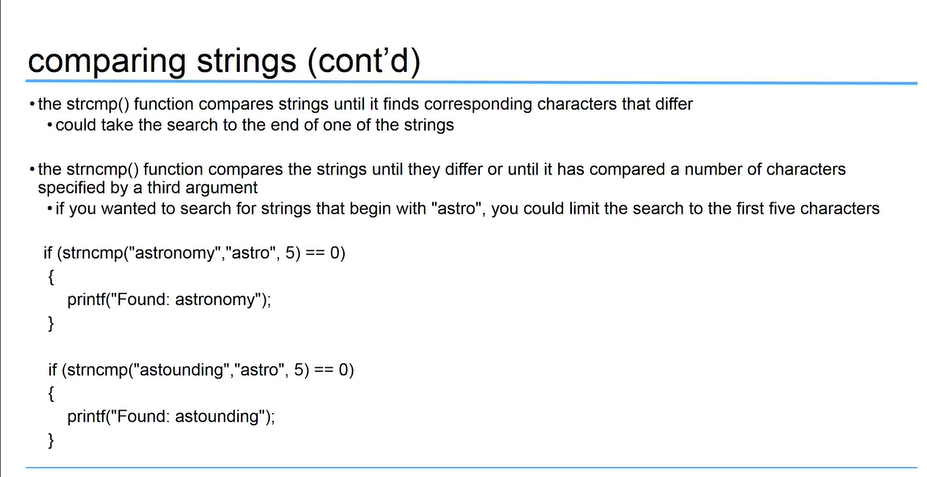 comparing strings (cont’d)
•the strcmp() function compares strings until it finds corresponding characters that differ
•could take the search to the end of one of the strings
•the strncmp() function compares the strings until they differ or until it has compared a number of characters
specified by a third argument
•if you wanted to search for strings that begin with "astro", you could limit the search to the first five characters
if (strncmp("astronomy","astro", 5) == 0)
{
printf("Found: astronomy");
}
if (strncmp("astounding","astro", 5) == 0)
{
printf("Found: astounding");
}